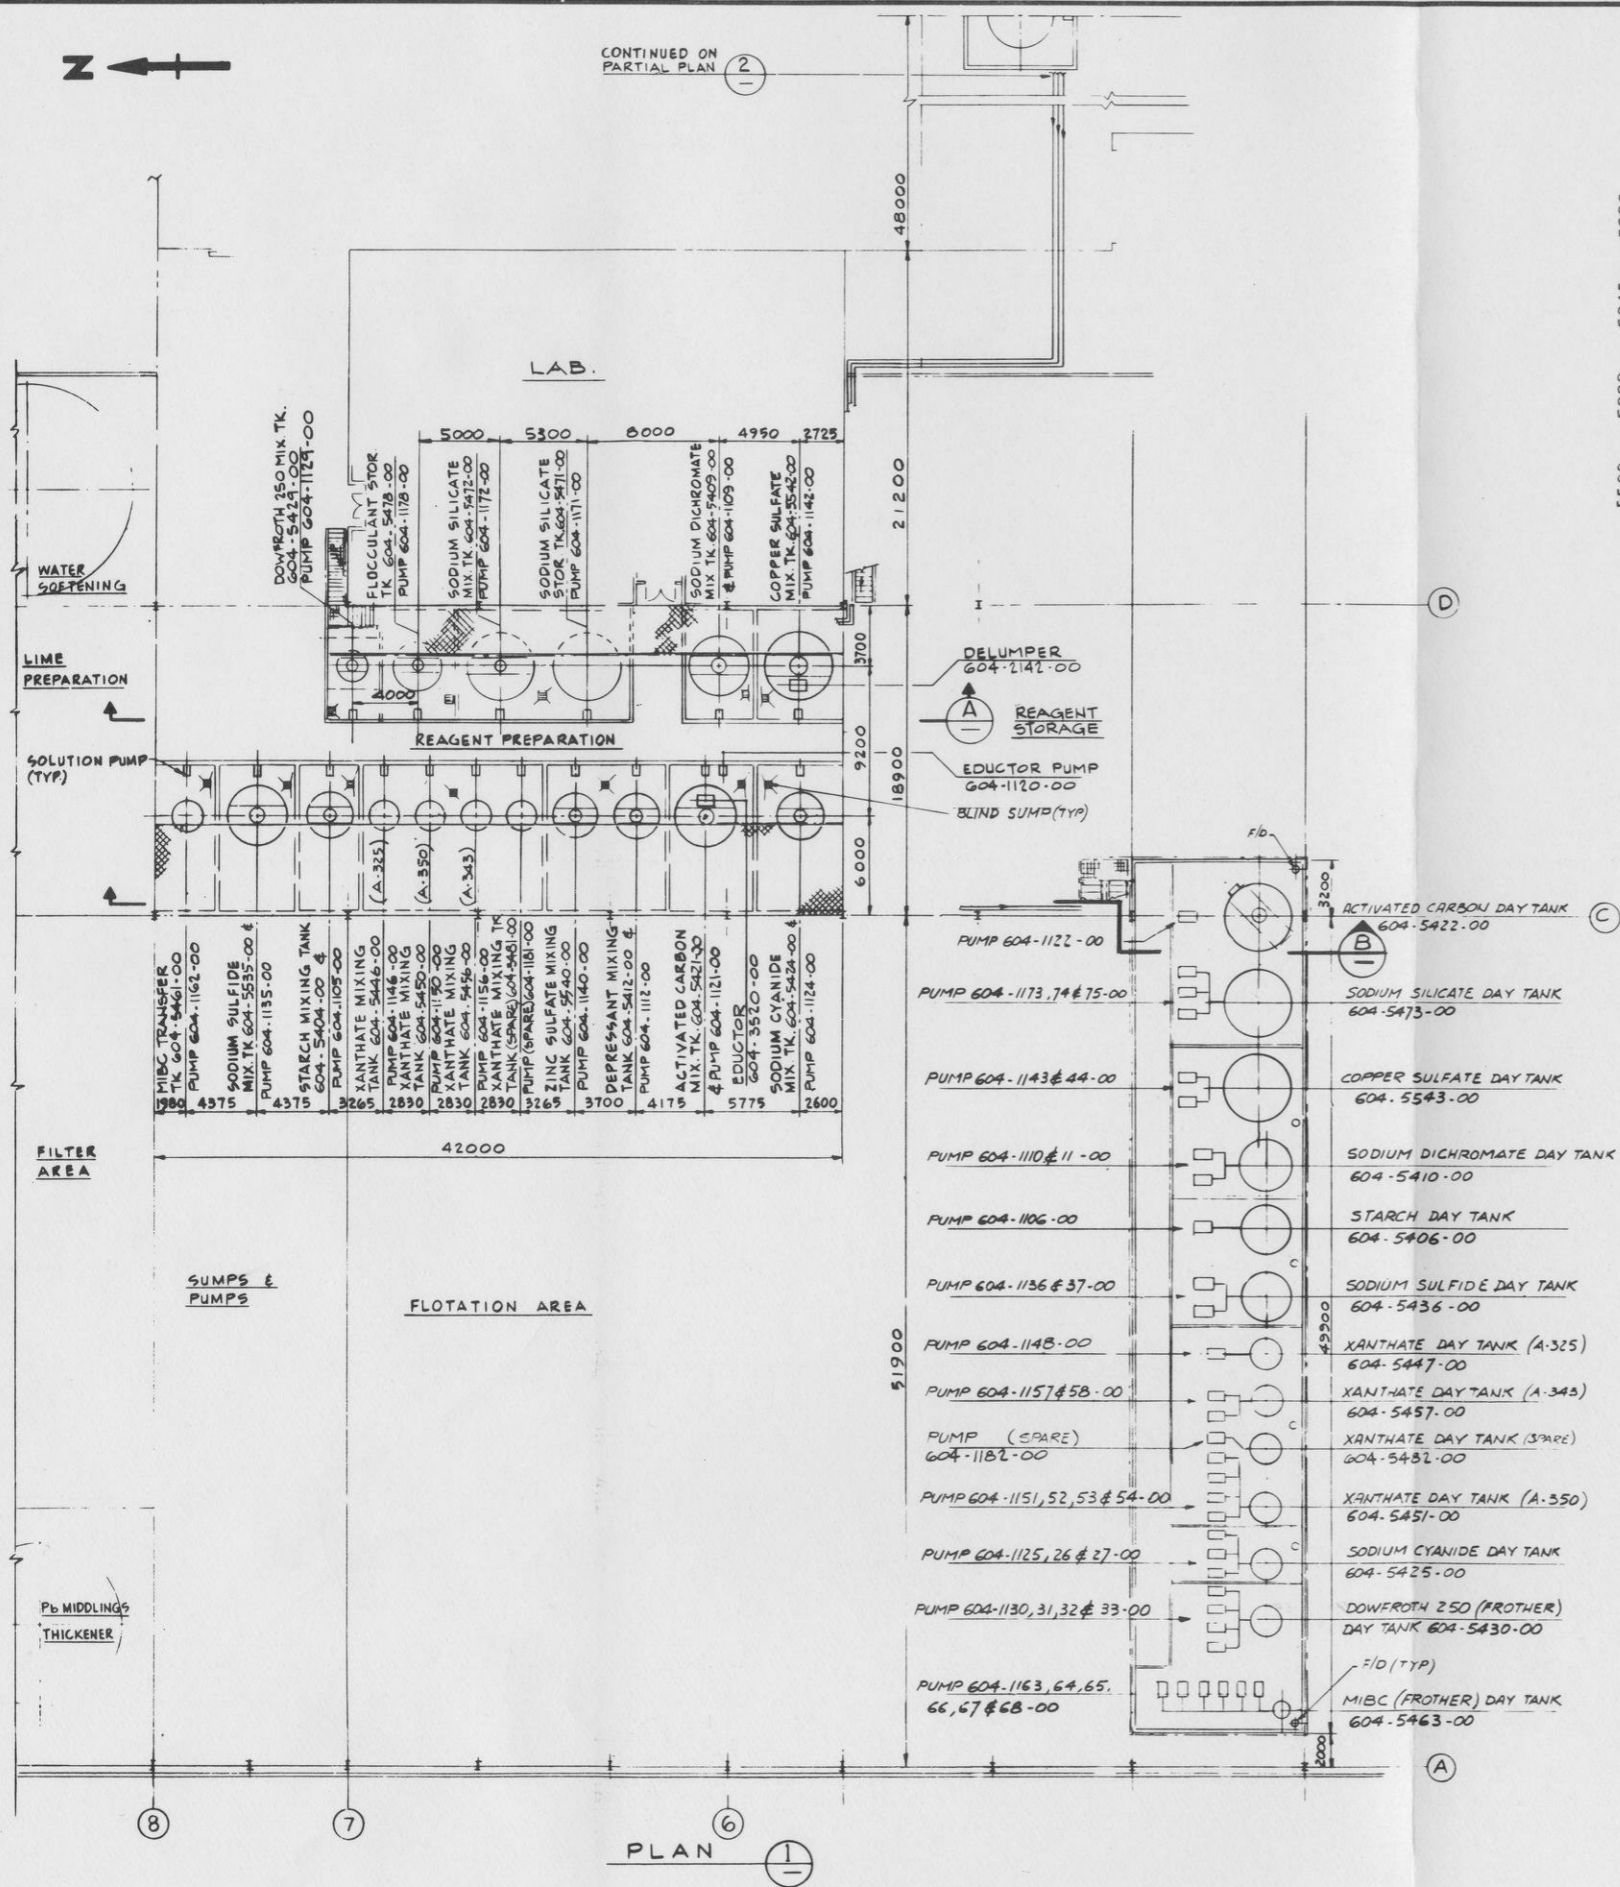 N
CONTINUED ON
PARTIAL PLAN
2
48000
LAB.
21200
5000
5300
8000
4950
2725
DOWFROTH 250 MIX. TK.
604-5429-00
PUMP 604-1129-00
FLOCCULANT STOR.
TK 604-5478-00
PUMP 604-1178-00
SODIUM SILICATE
MIX. TK. 604-5472-00
PUMP 604-1172-00
SODIUM SILICATE
STOR. TK. 604-5471-00
PUMP 604-1171-00
SODIUM DICHROMATE
MIX TK. 604-5409-00
& PUMP 604-1109-00
COPPER SULFATE
MIX. TK. 604-5542-00
PUMP 604-1142-00
WATER
SOFTENING
D
LIME
PREPARATION
4000
3700
DELUMPER
604-2142-00
A
REAGENT
STORAGE
REAGENT PREPARATION
SOLUTION PUMP
(TYP.)
9200
18900
EDUCTOR PUMP
604-1120-00
BLIND SUMP (TYP)
F/D
(A-325)
(A-350)
(A-343)
6000
3200
ACTIVATED CARBON DAY TANK
604-5422-00
C
B
PUMP 604-1122-00
MIBC TRANSFER
TK 604-5461-00
PUMP 604-1162-00
SODIUM SULFIDE
MIX. TK. 604-5535-00 &
PUMP 604-1135-00
STARCH MIXING TANK
604-5404-00 &
PUMP 604-1105-00
XANTHATE MIXING
TANK 604-5446-00
PUMP 604-1146-00
XANTHATE MIXING
TANK 604-5450-00
PUMP 604-1150-00
XANTHATE MIXING
TANK 604-5456-00
PUMP 604-1156-00
XANTHATE MIXING TK
TANK (SPARE) 604-5481-00
PUMP (SPARE) 604-1181-00
ZINC SULFATE MIXING
TANK 604-5540-00
PUMP 604-1140-00
DEPRESSANT MIXING
TANK 604-5412-00 &
PUMP 604-1112-00
ACTIVATED CARBON
MIX. TK. 604-5421-00
& PUMP 604-1121-00
EDUCTOR
604-3520-00
SODIUM CYANIDE
MIX. TK. 604-5424-00 &
PUMP 604-1124-00
1980
4375
4375
3265
2830
2830
2830
3265
3700
4175
5775
2600
42000
PUMP 604-1173,74 & 75-00
SODIUM SILICATE DAY TANK
604-5473-00
PUMP 604-1143 & 44-00
COPPER SULFATE DAY TANK
604-5543-00
FILTER
AREA
PUMP 604-1110 & 11-00
SODIUM DICHROMATE DAY TANK
604-5410-00
PUMP 604-1106-00
STARCH DAY TANK
604-5406-00
SUMPS &
PUMPS
FLOTATION AREA
PUMP 604-1136 & 37-00
SODIUM SULFIDE DAY TANK
604-5436-00
49900
51900
PUMP 604-1148-00
XANTHATE DAY TANK (A-325)
604-5447-00
PUMP 604-1157 & 58-00
XANTHATE DAY TANK (A-343)
604-5457-00
PUMP (SPARE)
604-1182-00
XANTHATE DAY TANK (SPARE)
604-5482-00
PUMP 604-1151,52,53 & 54-00
XANTHATE DAY TANK (A-350)
604-5451-00
PUMP 604-1125,26 & 27-00
SODIUM CYANIDE DAY TANK
604-5425-00
Pb MIDDLINGS
THICKENER
PUMP 604-1130,31,32 & 33-00
DOWFROTH 250 (FROTHER)
DAY TANK 604-5430-00
F/D (TYP)
PUMP 604-1163,64,65,
66,67 & 68-00
MIBC (FROTHER) DAY TANK
604-5463-00
2000
A
8
7
6
PLAN
1